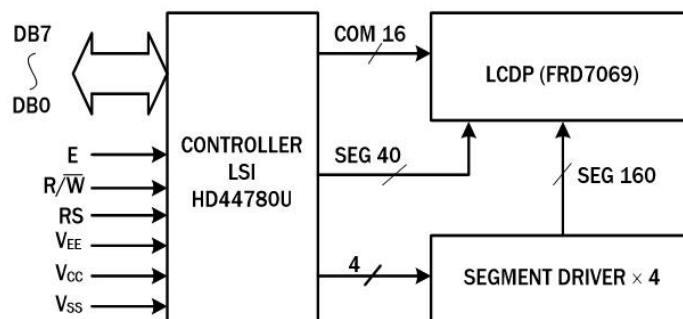 DB7
DB0
E
R/W̅
RS
VEE
VCC
VSS
CONTROLLER
LSI
HD44780U
COM 16
SEG 40
4
LCDP (FRD7069)
SEG 160
SEGMENT DRIVER × 4